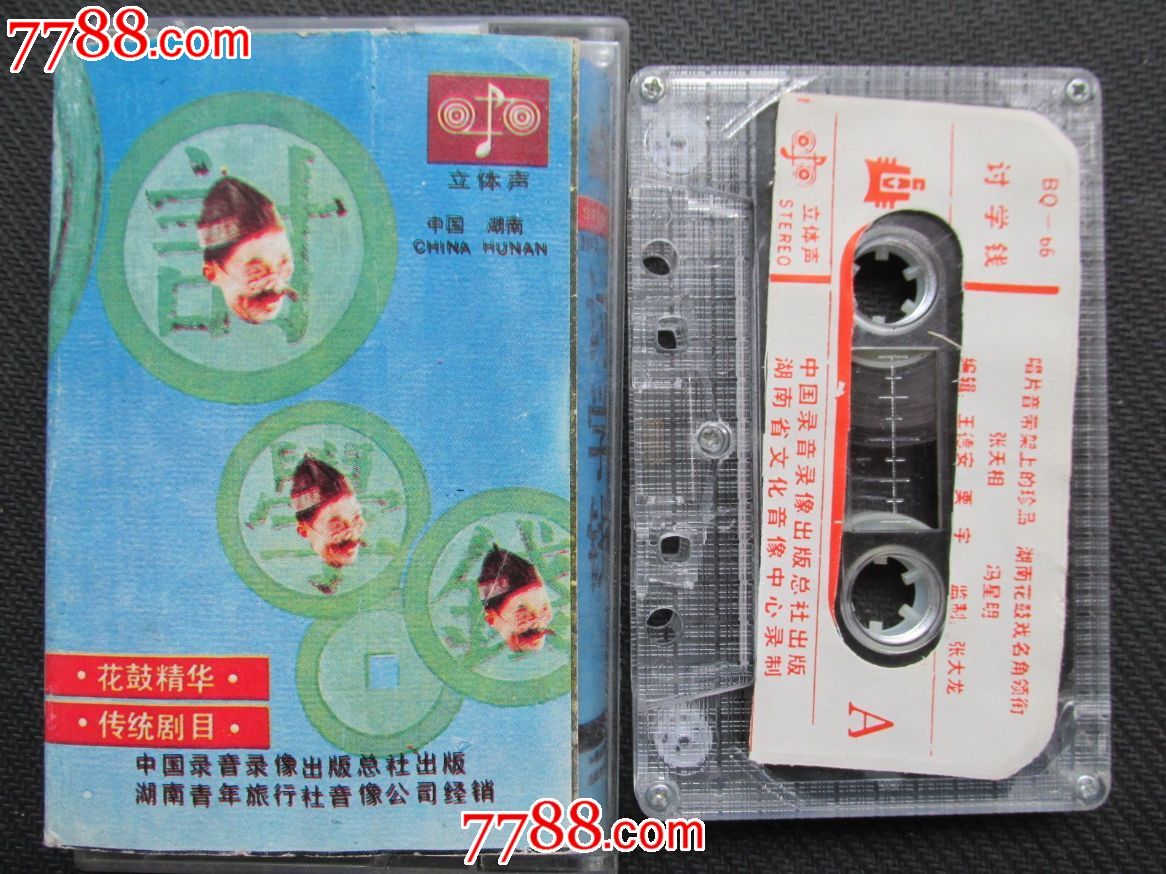 7788.com
立体声
中国 湖南
CHINA HUNAN
討
學
錢
·花鼓精华·
·传统剧目·
中国录音录像出版总社出版
湖南青年旅行社音像公司经销
BQ-66
讨学钱
立体声
STEREO
唱片音带架上的珍品 湖南花鼓戏名角领衔
张天相 冯星朗
编辑:王德安 栗宇 监制:张大龙
中国录音录像出版总社出版
湖南省文化音像中心录制
A
7788.com
7788.com